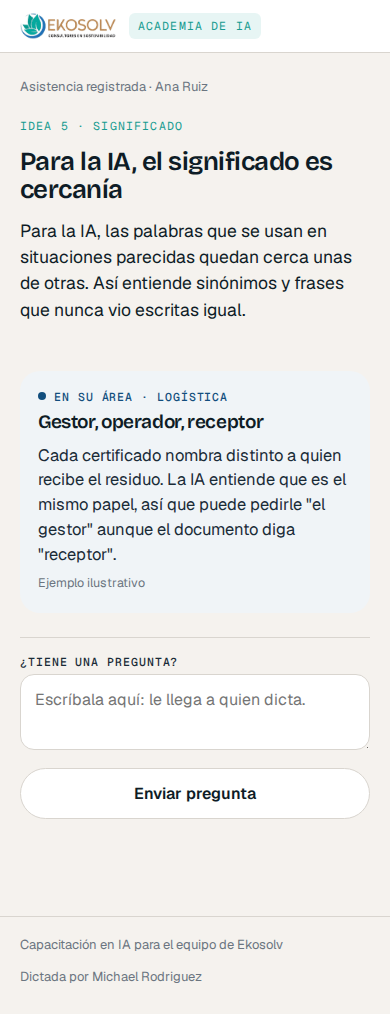 EKOSOLV
ACADEMIA DE IA
Asistencia registrada · Ana Ruiz
IDEA 5 · SIGNIFICADO
Para la IA, el significado es
cercanía
Para la IA, las palabras que se usan en
situaciones parecidas quedan cerca unas
de otras. Así entiende sinónimos y frases
que nunca vio escritas igual.
EN SU ÁREA · LOGÍSTICA
Gestor, operador, receptor
Cada certificado nombra distinto a quien
recibe el residuo. La IA entiende que es el
mismo papel, así que puede pedirle "el
gestor" aunque el documento diga
"receptor".
Ejemplo ilustrativo
¿TIENE UNA PREGUNTA?
Escríbala aquí: le llega a quien dicta.
Enviar pregunta
Capacitación en IA para el equipo de Ekosolv
Dictada por Michael Rodriguez